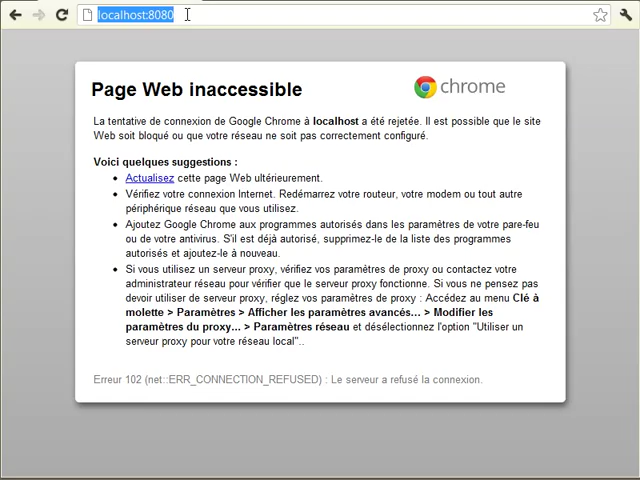 localhost:8080
Page Web inaccessible
chrome
La tentative de connexion de Google Chrome à localhost a été rejetée. Il est possible que le site
Web soit bloqué ou que votre réseau ne soit pas correctement configuré.
Voici quelques suggestions :
• Actualisez cette page Web ultérieurement.
• Vérifiez votre connexion Internet. Redémarrez votre routeur, votre modem ou tout autre
périphérique réseau que vous utilisez.
• Ajoutez Google Chrome aux programmes autorisés dans les paramètres de votre pare-feu
ou de votre antivirus. S'il est déjà autorisé, supprimez-le de la liste des programmes
autorisés et ajoutez-le à nouveau.
• Si vous utilisez un serveur proxy, vérifiez vos paramètres de proxy ou contactez votre
administrateur réseau pour vérifier que le serveur proxy fonctionne. Si vous ne pensez pas
devoir utiliser de serveur proxy, réglez vos paramètres de proxy : Accédez au menu Clé à
molette > Paramètres > Afficher les paramètres avancés... > Modifier les
paramètres du proxy... > Paramètres réseau et désélectionnez l'option "Utiliser un
serveur proxy pour votre réseau local"..
Erreur 102 (net::ERR_CONNECTION_REFUSED) : Le serveur a refusé la connexion.